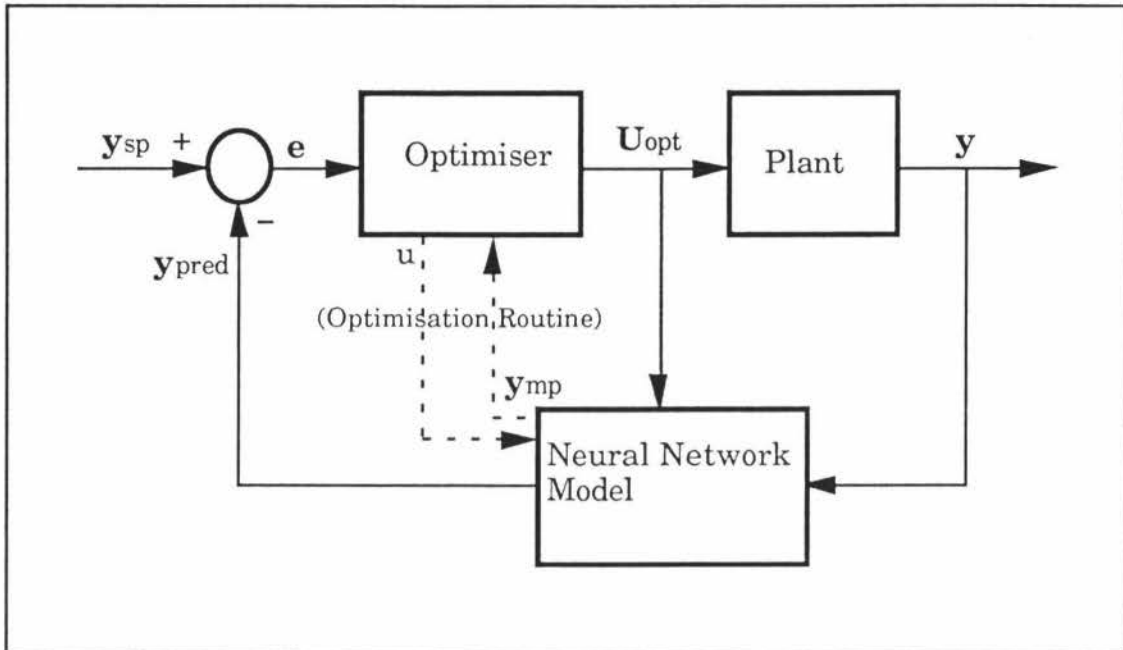 ysp +
e
Optimiser
Uopt
Plant
y
−
ypred
u
(Optimisation Routine)
ymp
Neural Network
Model